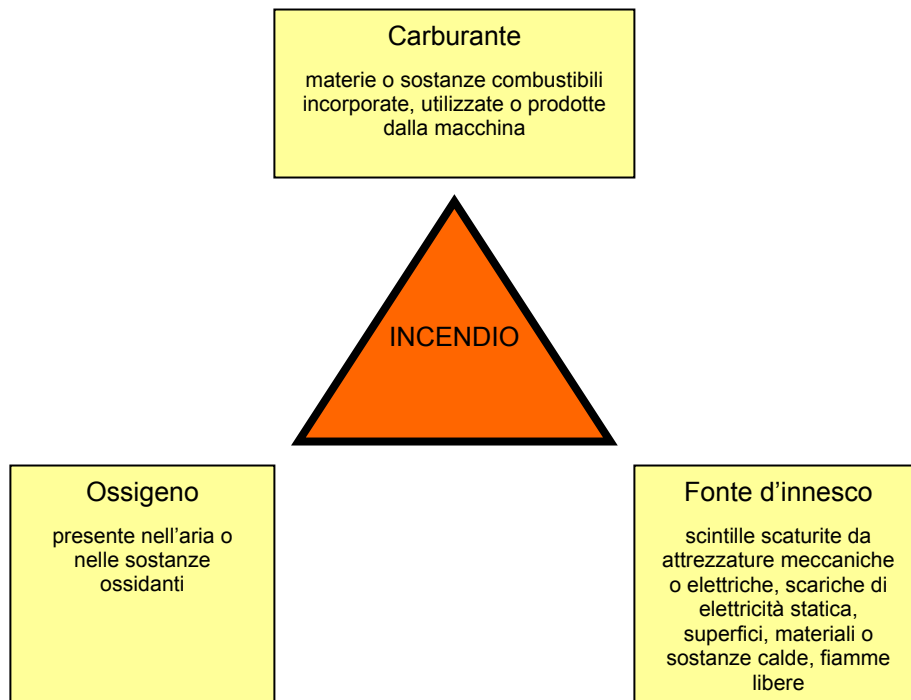 Carburante
materie o sostanze combustibili
incorporate, utilizzate o prodotte
dalla macchina
INCENDIO
Ossigeno
presente nell’aria o
nelle sostanze
ossidanti
Fonte d’innesco
scintille scaturite da
attrezzature meccaniche
o elettriche, scariche di
elettricità statica,
superfici, materiali o
sostanze calde, fiamme
libere